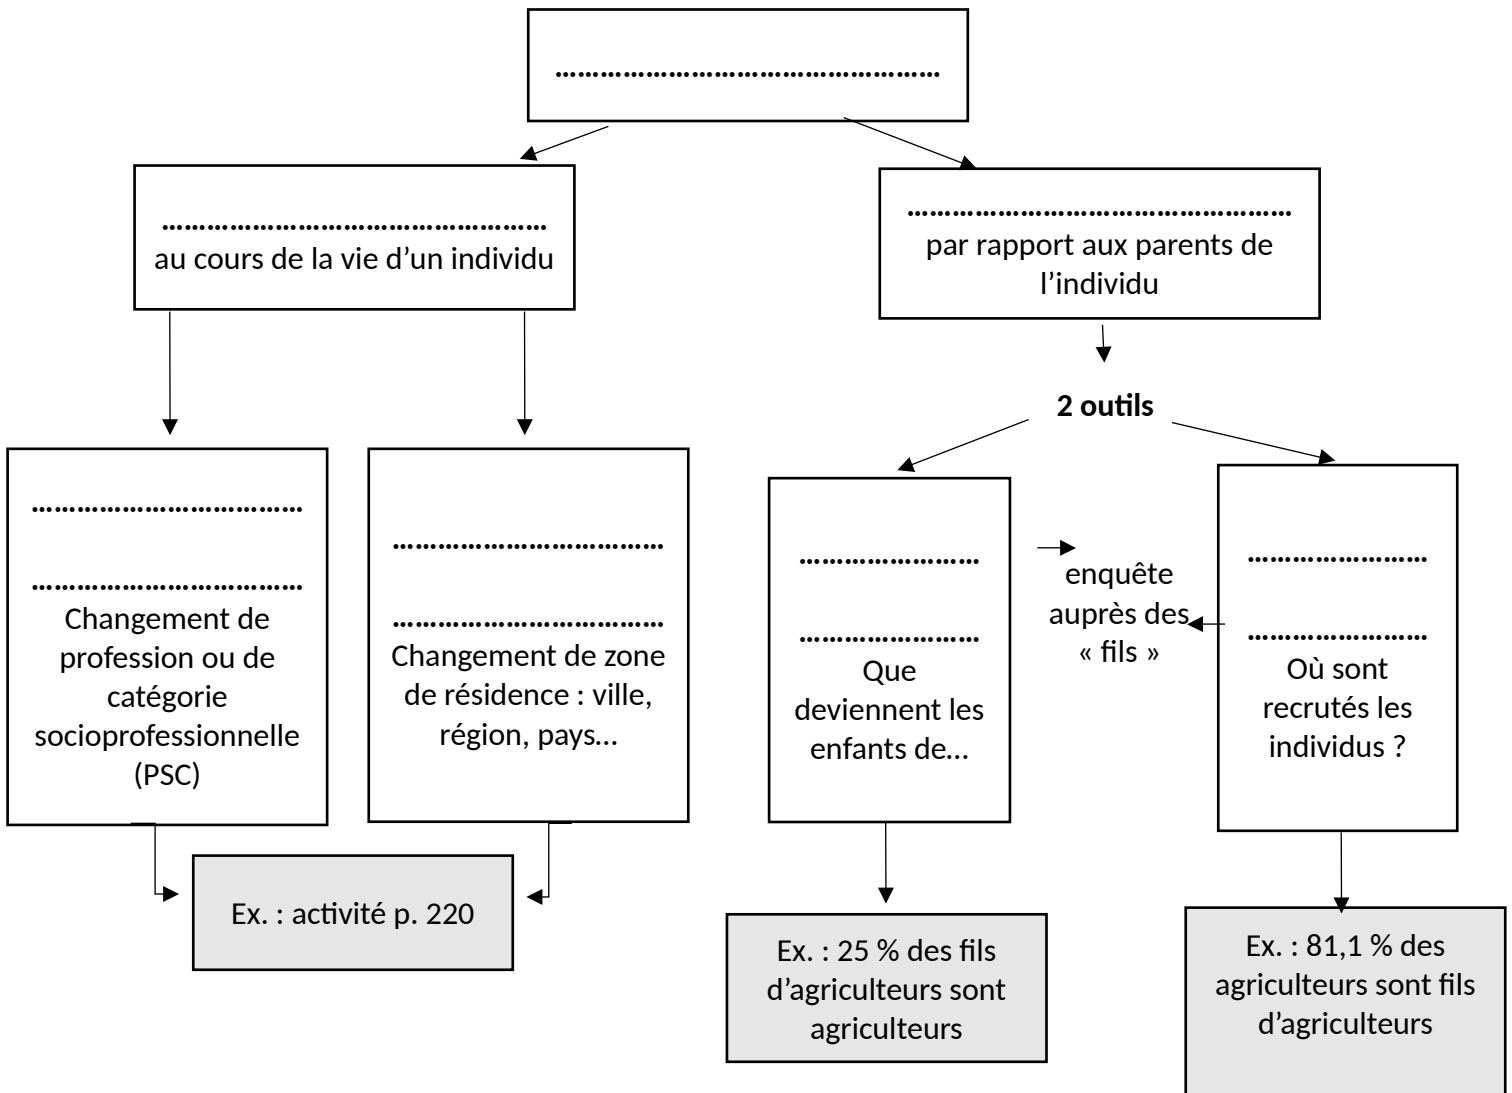 ……………………………………………
……………………………………………
au cours de la vie d’un individu
……………………………………………
par rapport aux parents de
l’individu
2 outils
………………………………
………………………………
Changement de
profession ou de
catégorie
socioprofessionnelle
(PSC)
………………………………
………………………………
Changement de zone
de résidence : ville,
région, pays…
……………………
……………………
Que
deviennent les
enfants de…
enquête
auprès des
« fils »
……………………
……………………
Où sont
recrutés les
individus ?
Ex. : activité p. 220
Ex. : 25 % des fils
d’agriculteurs sont
agriculteurs
Ex. : 81,1 % des
agriculteurs sont fils
d’agriculteurs